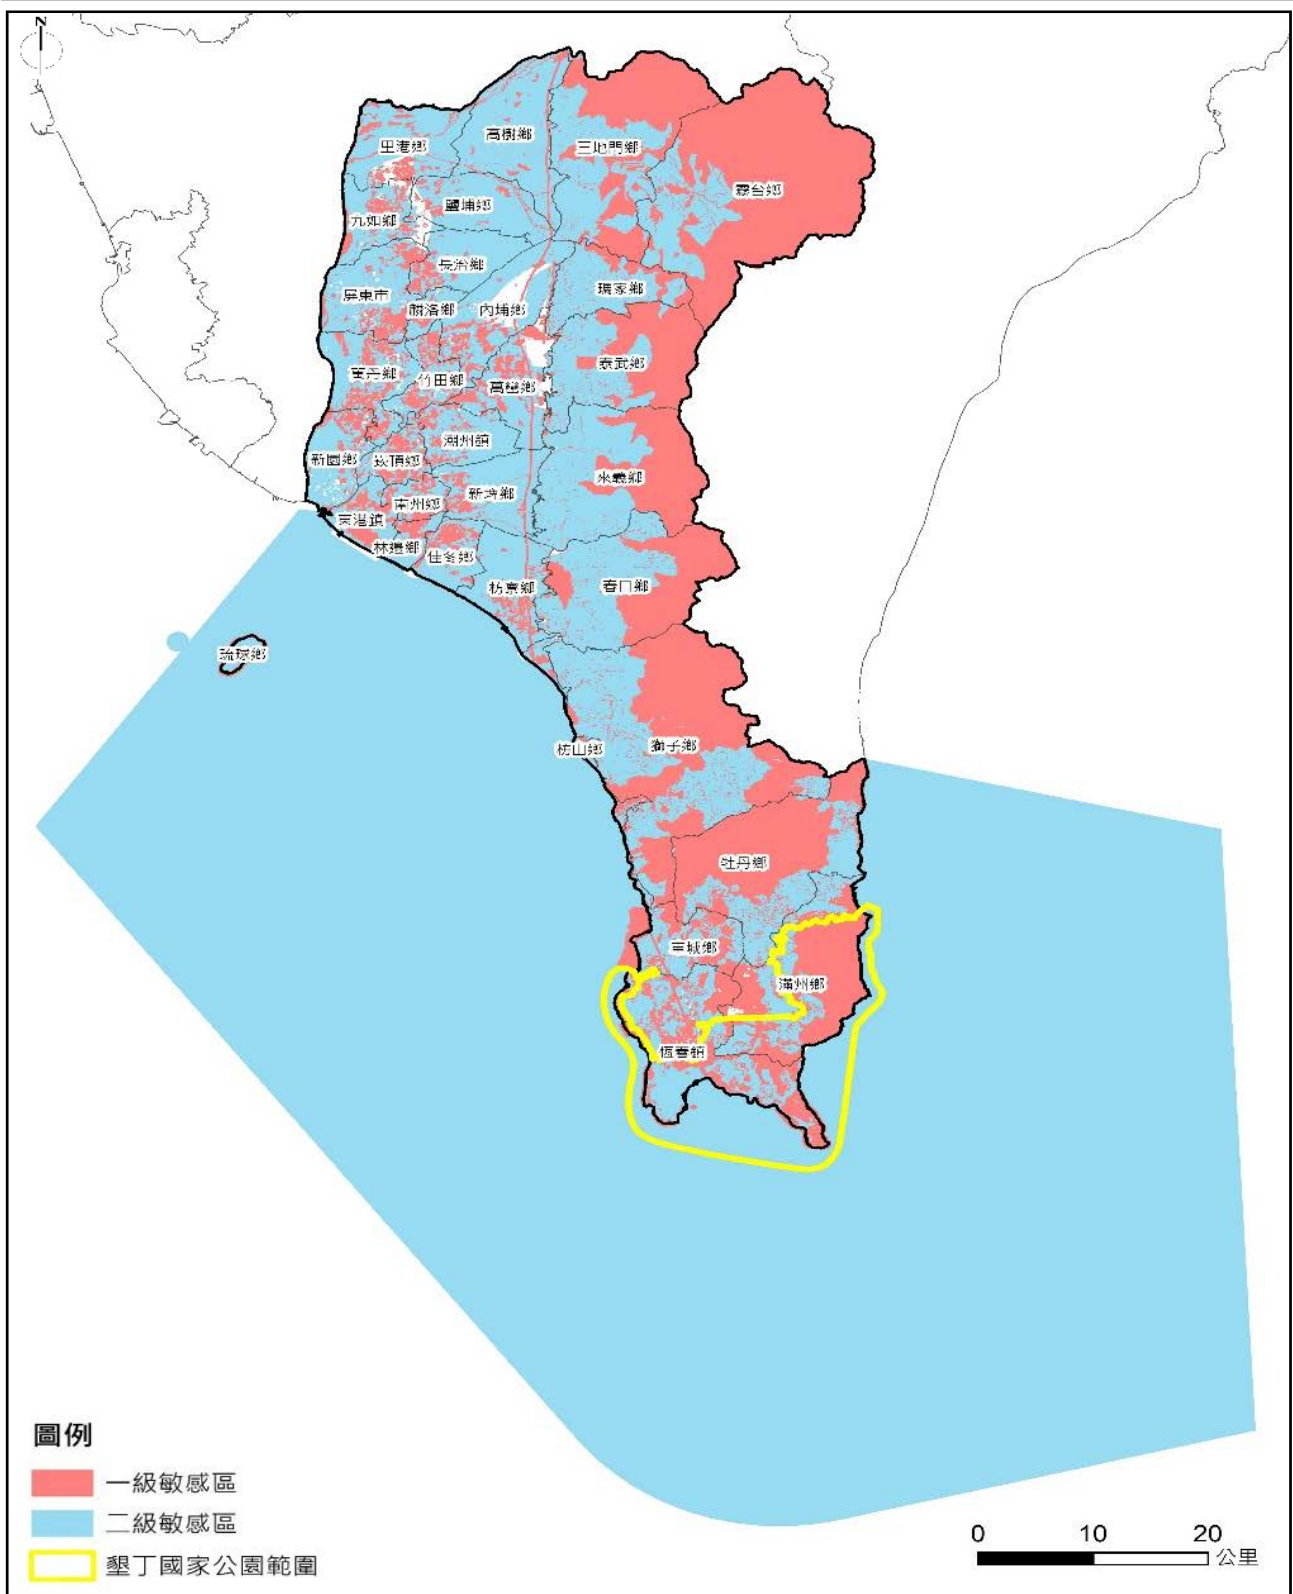 N
高樹鄉
里港鄉
三地門鄉
霧台鄉
鹽埔鄉
九如鄉
長治鄉
瑪家鄉
屏東市
麟洛鄉
內埔鄉
泰武鄉
萬丹鄉
竹田鄉
萬巒鄉
潮州鎮
新園鄉
崁頂鄉
來義鄉
新埤鄉
南州鄉
東港鎮
林邊鄉
佳冬鄉
枋寮鄉
春日鄉
琉球鄉
枋山鄉
獅子鄉
牡丹鄉
車城鄉
滿州鄉
恆春鎮
圖例
一級敏感區
二級敏感區
墾丁國家公園範圍
0 10 20
公里